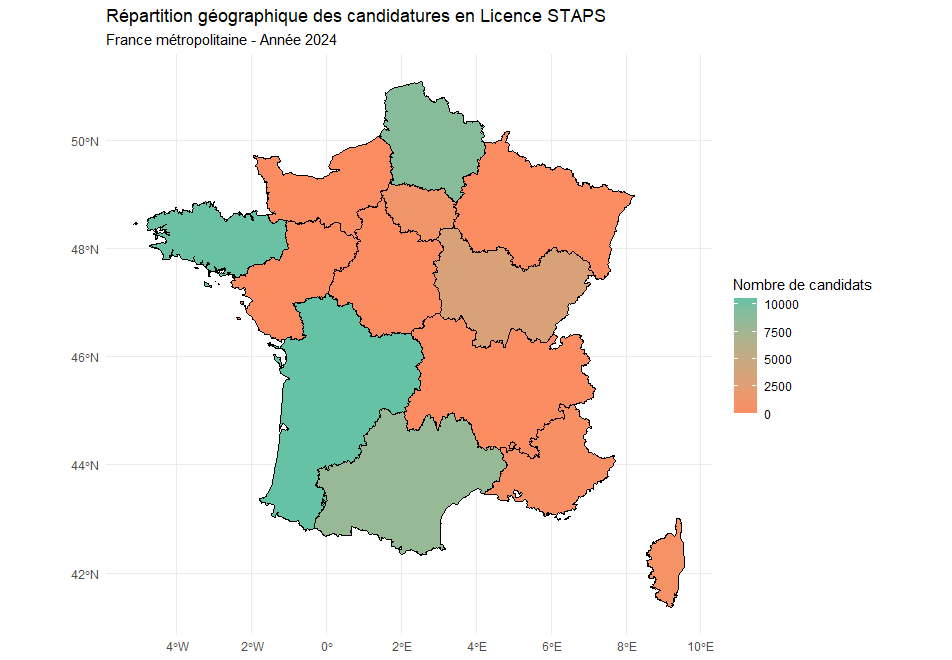 Répartition géographique des candidatures en Licence STAPS
France métropolitaine - Année 2024
50°N
48°N
46°N
44°N
42°N
4°W
2°W
0°
2°E
4°E
6°E
8°E
10°E
Nombre de candidats
10000
7500
5000
2500
0